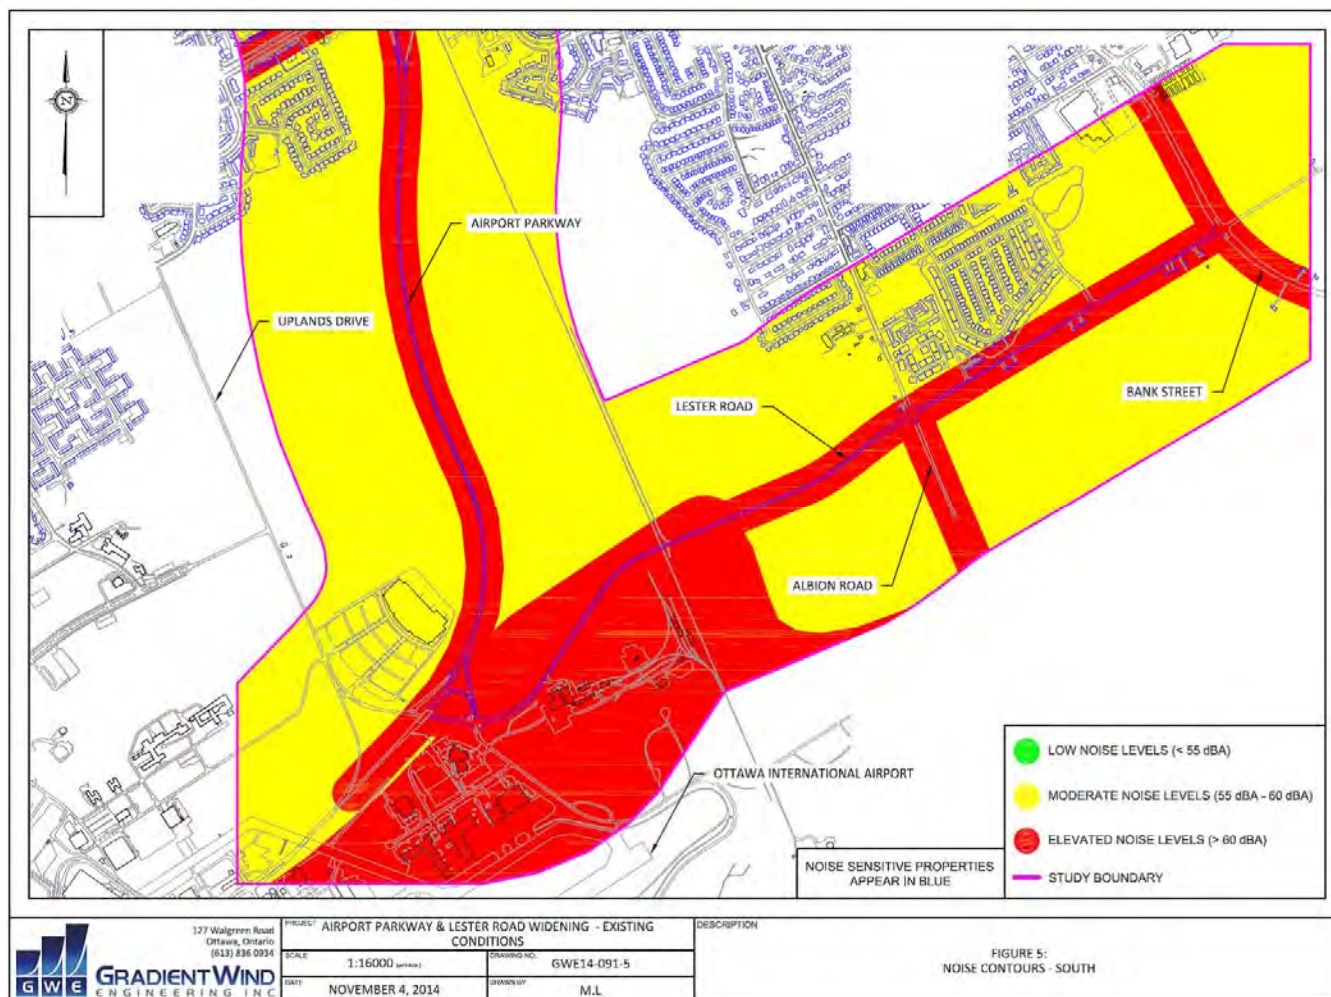 N
AIRPORT PARKWAY
UPLANDS DRIVE
LESTER ROAD
BANK STREET
ALBION ROAD
OTTAWA INTERNATIONAL AIRPORT
LOW NOISE LEVELS (< 55 dBA)
MODERATE NOISE LEVELS (55 dBA - 60 dBA)
ELEVATED NOISE LEVELS (> 60 dBA)
STUDY BOUNDARY
NOISE SENSITIVE PROPERTIES
APPEAR IN BLUE
GWE
GRADIENTWIND
ENGINEERING INC
127 Walgreen Road
Ottawa, Ontario
(613) 836 0934
PROJECT
AIRPORT PARKWAY & LESTER ROAD WIDENING - EXISTING
CONDITIONS
SCALE
1:16000
DRAWING NO.
GWE14-091-5
DATE
NOVEMBER 4, 2014
DRAWN BY
M.L
DESCRIPTION
FIGURE 5:
NOISE CONTOURS - SOUTH